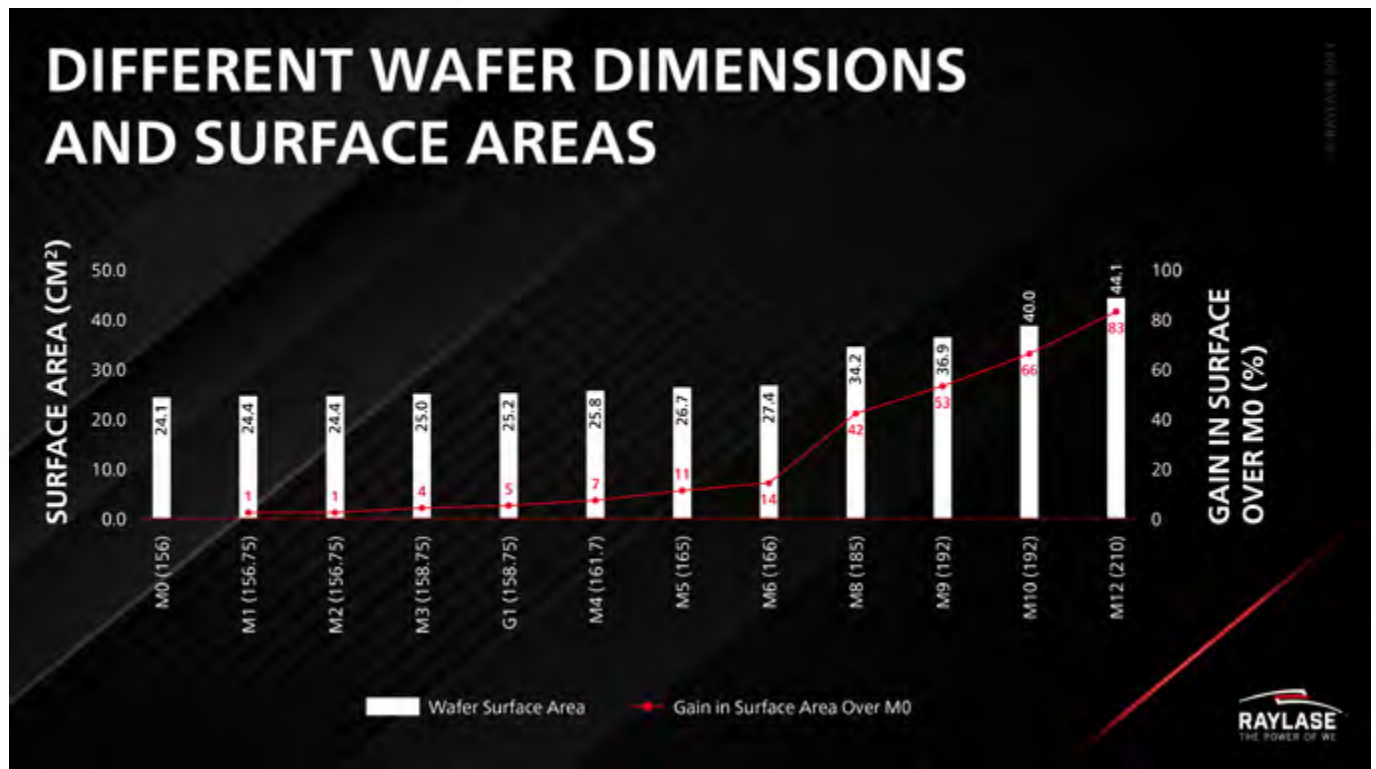 DIFFERENT WAFER DIMENSIONS
AND SURFACE AREAS
SURFACE AREA (CM²)
50.0
40.0
30.0
20.0
10.0
0.0
24.1
24.4
24.4
25.0
25.2
25.8
26.7
27.4
34.2
36.9
40.0
44.1
1
1
4
5
7
11
14
42
53
66
83
100
80
60
40
20
0
GAIN IN SURFACE
OVER M0 (%)
M0 (156)
M1 (156.75)
M2 (156.75)
M3 (158.75)
G1 (158.75)
M4 (161.7)
M5 (165)
M6 (166)
M8 (185)
M9 (192)
M10 (192)
M12 (210)
Wafer Surface Area
Gain in Surface Area Over M0
RAYLASE
THE POWER OF WE